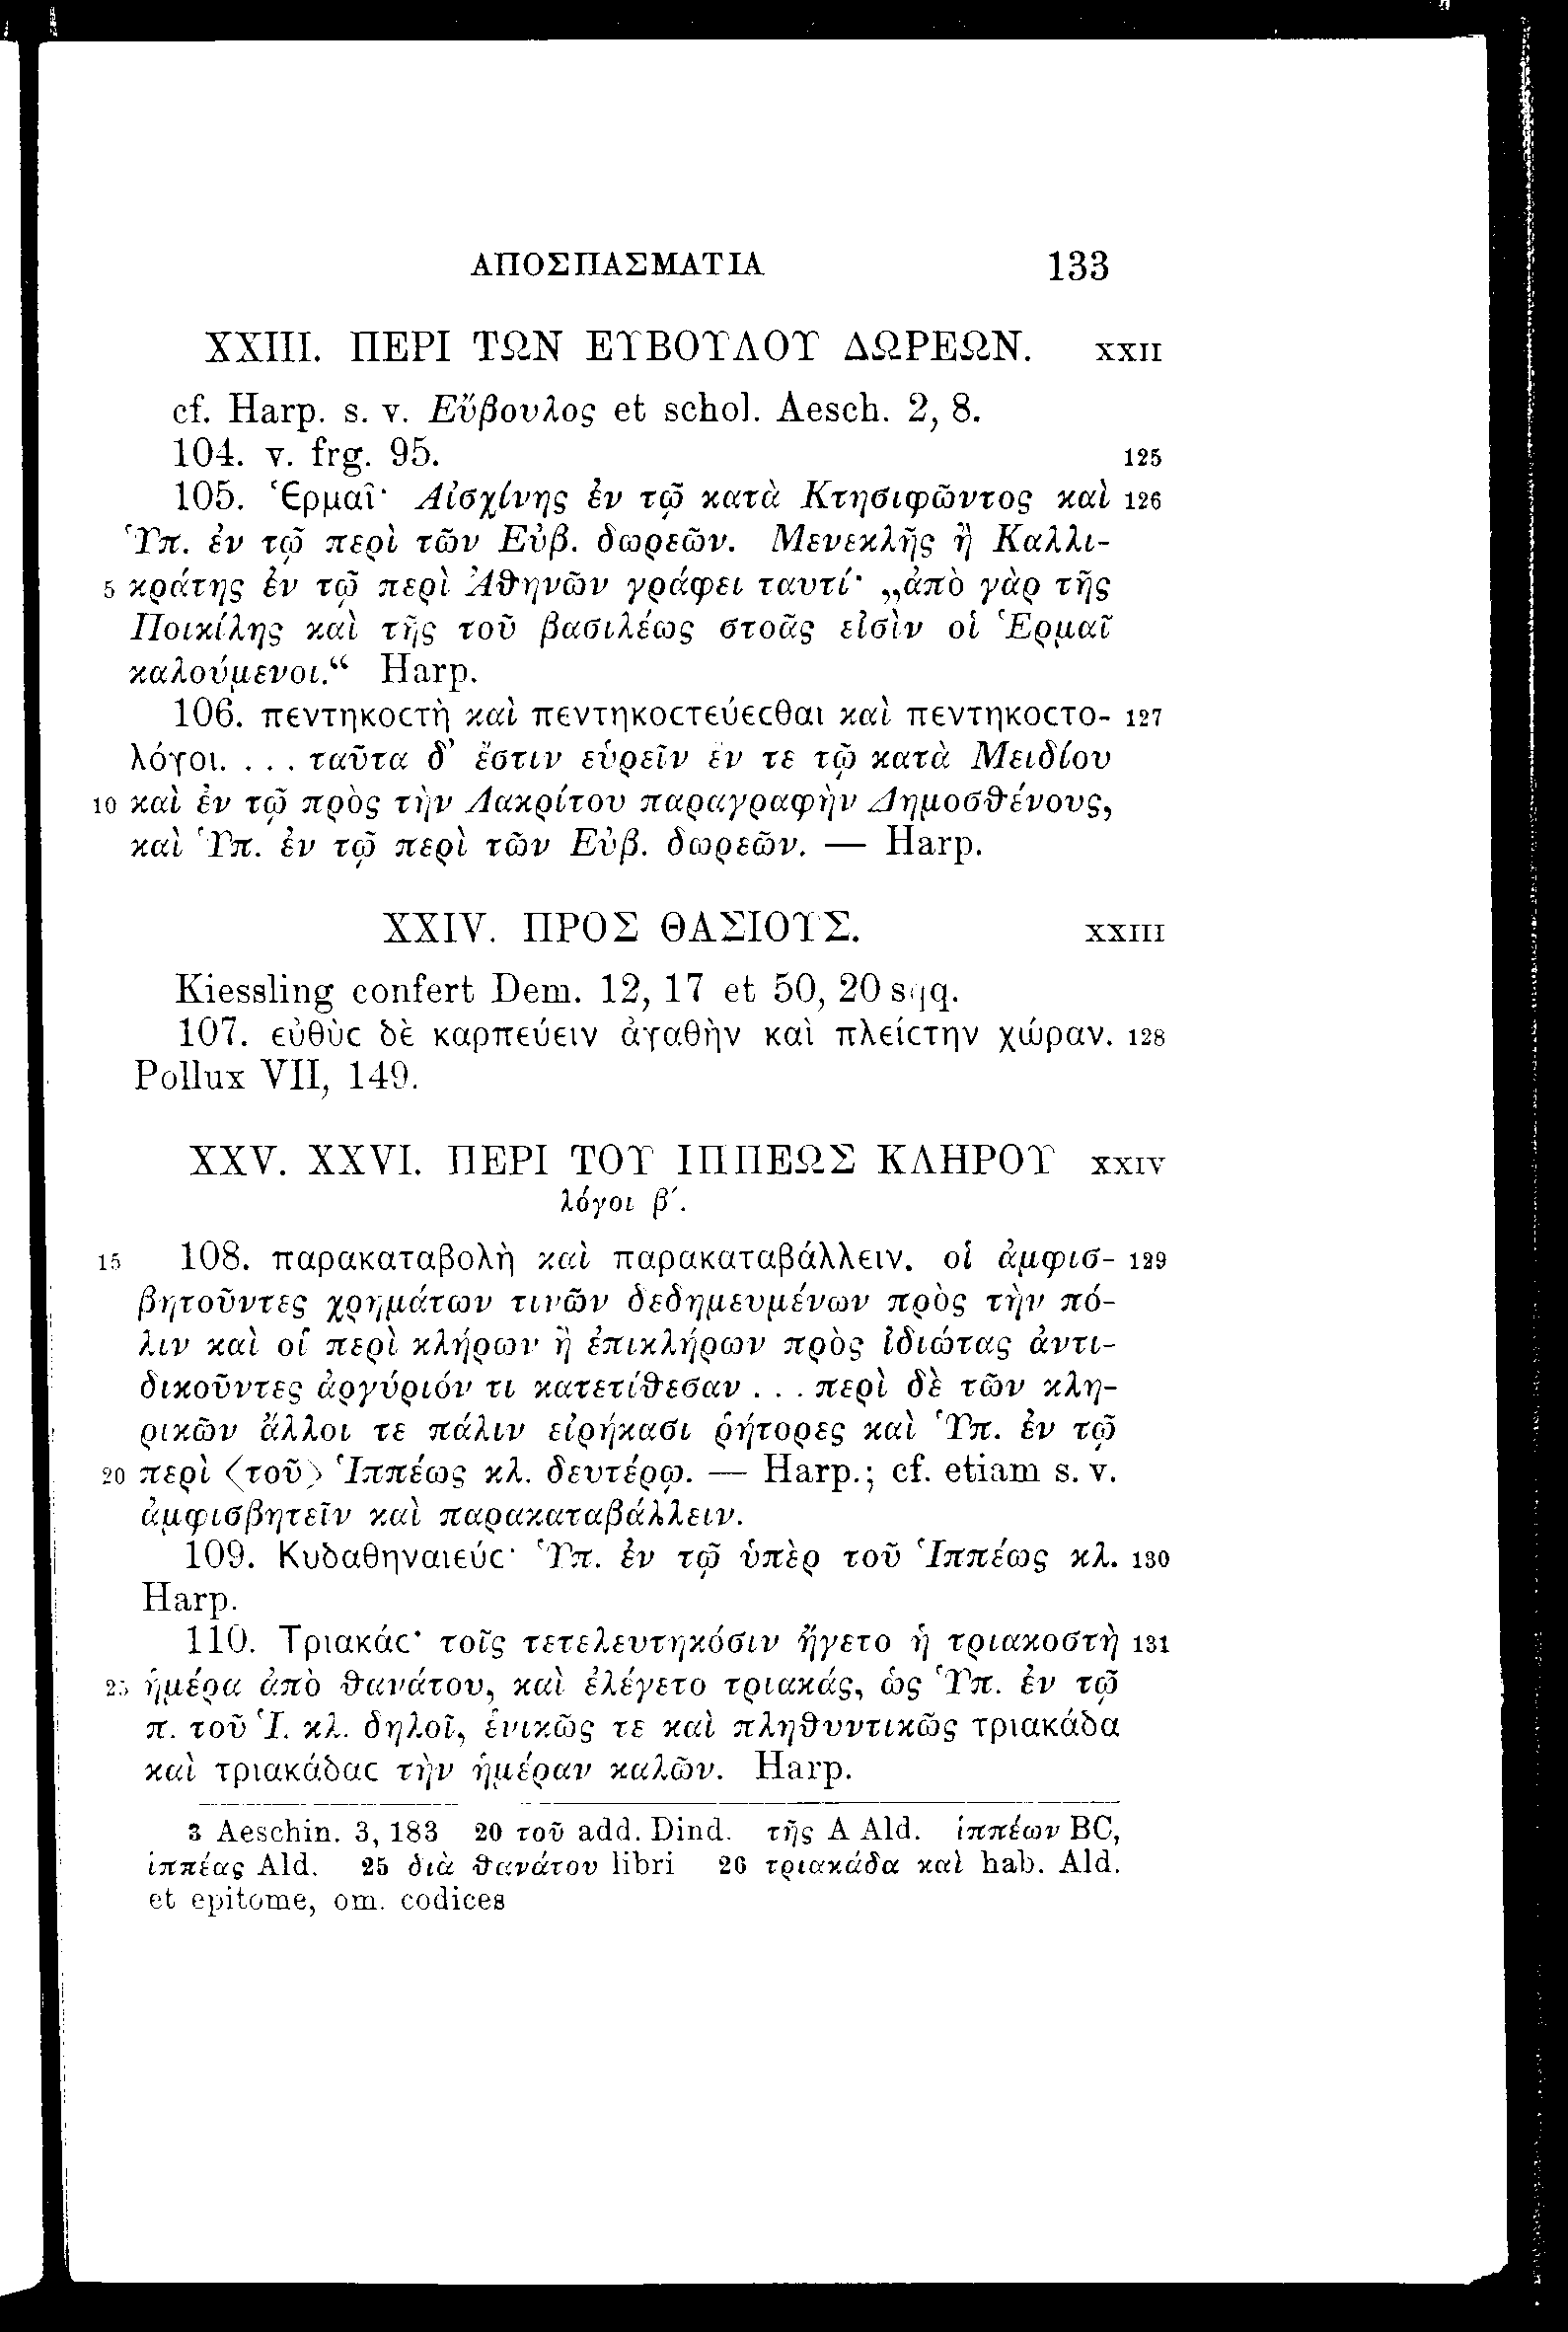 ΑΠΟΣΠΑΣΜΑΤΙΑ 133
XXIII. ΠΕΡΙ ΤΩΝ ΕΥΒΟΥΛΟΥ ΔΩΡΕΩΝ. XXII
cf. Harp. s. v. Εὔβουλος et schol. Aesch. 2, 8.
104. v. frg. 95. 125
105. Ἑρμαῖ· Αἰσχίνης ἐν τῷ κατὰ Κτησιφῶντος καὶ 126
Ὑπ. ἐν τῷ περὶ τῶν Εὐβ. δωρεῶν. Μενεκλῆς ἢ Καλλι-
5 κράτης ἐν τῷ περὶ Ἀθηνῶν γράφει ταυτί· „ἀπὸ γὰρ τῆς
Ποικίλης καὶ τῆς τοῦ βασιλέως στοᾶς εἰσὶν οἱ Ἑρμαῖ
καλούμενοι.“ Harp.
106. πεντηκοϲτὴ καὶ πεντηκοϲτεύεϲθαι καὶ πεντηκοϲτο- 127
λόγοι. ... ταῦτα δ᾽ ἔστιν εὑρεῖν ἔν τε τῷ κατὰ Μειδίου
10 καὶ ἐν τῷ πρὸς τὴν Λακρίτου παραγραφὴν Δημοσθένους,
καὶ Ὑπ. ἐν τῷ περὶ τῶν Εὐβ. δωρεῶν. — Harp.
XXIV. ΠΡΟΣ ΘΑΣΙΟΥΣ. XXIII
Kiessling confert Dem. 12, 17 et 50, 20 sqq.
107. εὐθὺϲ δὲ καρπεύειν ἀγαθὴν καὶ πλείϲτην χώραν. 128
Pollux VII, 149.
XXV. XXVI. ΠΕΡΙ ΤΟΥ ΙΠΠΕΩΣ ΚΛΗΡΟΥ XXIV
λόγοι β´.
15 108. παρακαταβολὴ καὶ παρακαταβάλλειν. οἱ ἀμφισ- 129
βητοῦντες χρημάτων τινῶν δεδημευμένων πρὸς τὴν πό-
λιν καὶ οἱ περὶ κλήρων ἢ ἐπικλήρων πρὸς ἰδιώτας ἀντι-
δικοῦντες ἀργύριόν τι κατετίθεσαν ... περὶ δὲ τῶν κλη-
ρικῶν ἄλλοι τε πάλιν εἰρήκασι ῥήτορες καὶ Ὑπ. ἐν τῷ
20 περὶ ⟨τοῦ⟩ Ἱππέως κλ. δευτέρῳ. — Harp.; cf. etiam s. v.
ἀμφισβητεῖν καὶ παρακαταβάλλειν.
109. Κυδαθηναιεύϲ· Ὑπ. ἐν τῷ ὑπὲρ τοῦ Ἱππέως κλ. 130
Harp.
110. Τριακάϲ· τοῖς τετελευτηκόσιν ἤγετο ἡ τριακοστὴ 131
25 ἡμέρα ἀπὸ θανάτου, καὶ ἐλέγετο τριακάς, ὡς Ὑπ. ἐν τῷ
π. τοῦ Ἱ. κλ. δηλοῖ, ἑνικῶς τε καὶ πληθυντικῶς τριακάδα
καὶ τριακάδαϲ τὴν ἡμέραν καλῶν. Harp.
3 Aeschin. 3, 183 20 τοῦ add. Dind. τῆς A Ald. ἱππέων BC,
ἱππέας Ald. 25 διὰ θανάτου libri 26 τριακάδα καὶ hab. Ald.
et epitome, om. codices